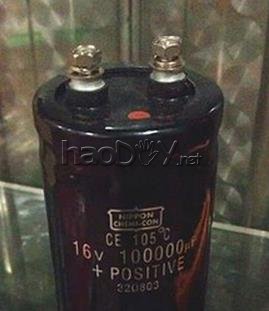 haoDIY.net
NIPPON
CHEMI-CON
CE 105°C
16V 100000µF
+ POSITIVE
320803